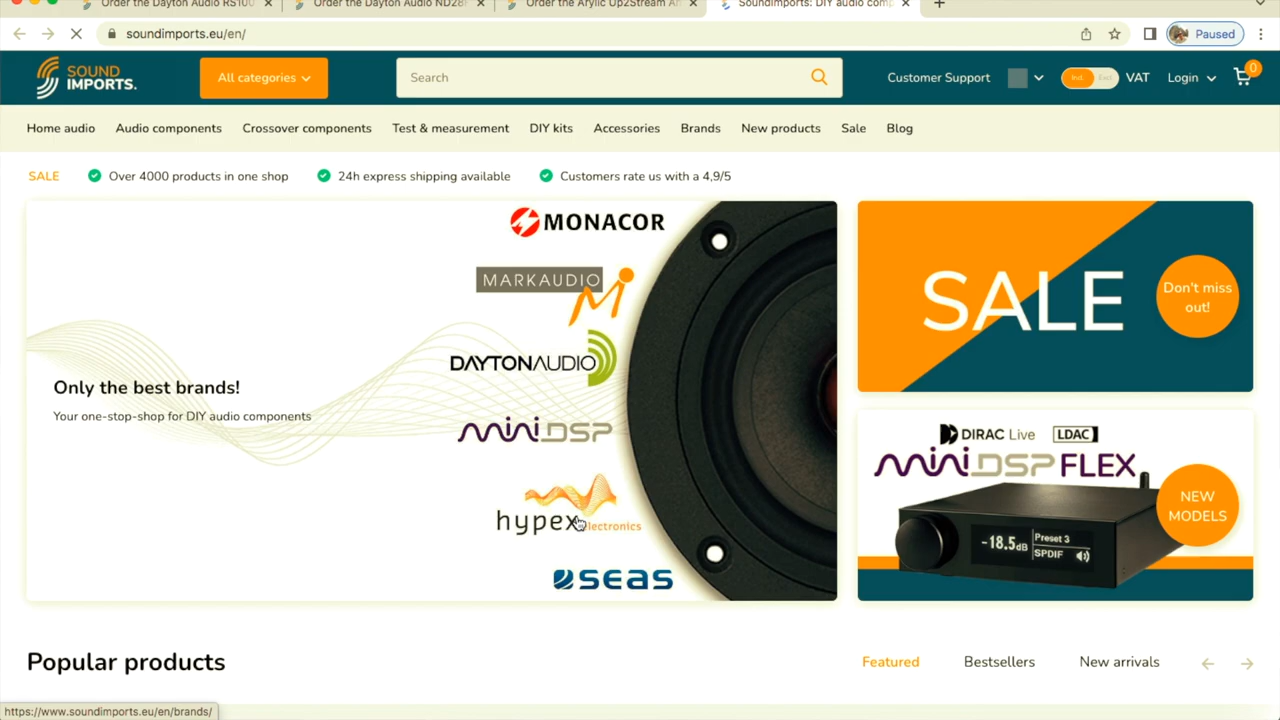 Order the Dayton Audio RS100
Order the Dayton Audio ND28F
Order the Arylic Up2Stream A
Soundimports: DIY audio comp
soundimports.eu/en/
Paused
SOUND
IMPORTS.
All categories
Search
Customer Support
Incl.
Excl.
VAT
Login
0
Home audio
Audio components
Crossover components
Test & measurement
DIY kits
Accessories
Brands
New products
Sale
Blog
SALE
Over 4000 products in one shop
24h express shipping available
Customers rate us with a 4,9/5
MONACOR
MARKAUDIO
DAYTONAUDIO
miniDSP
hypex electronics
seas
Only the best brands!
Your one-stop-shop for DIY audio components
SALE
Don't miss
out!
DIRAC Live
LDAC
miniDSP FLEX
NEW
MODELS
-18.5dB
Preset 3
SPDIF
Popular products
Featured
Bestsellers
New arrivals
https://www.soundimports.eu/en/brands/